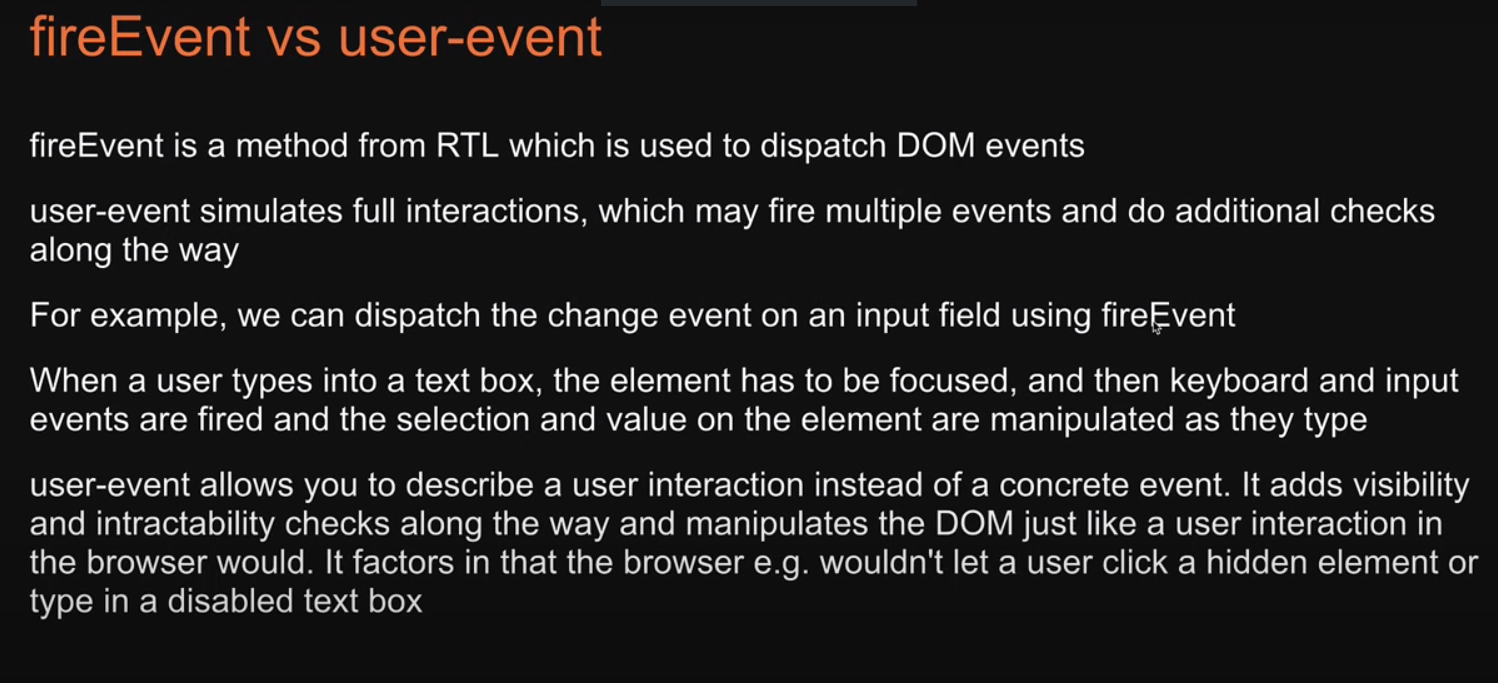 fireEvent vs user-event
fireEvent is a method from RTL which is used to dispatch DOM events
user-event simulates full interactions, which may fire multiple events and do additional checks
along the way
For example, we can dispatch the change event on an input field using fireEvent
When a user types into a text box, the element has to be focused, and then keyboard and input
events are fired and the selection and value on the element are manipulated as they type
user-event allows you to describe a user interaction instead of a concrete event. It adds visibility
and intractability checks along the way and manipulates the DOM just like a user interaction in
the browser would. It factors in that the browser e.g. wouldn't let a user click a hidden element or
type in a disabled text box